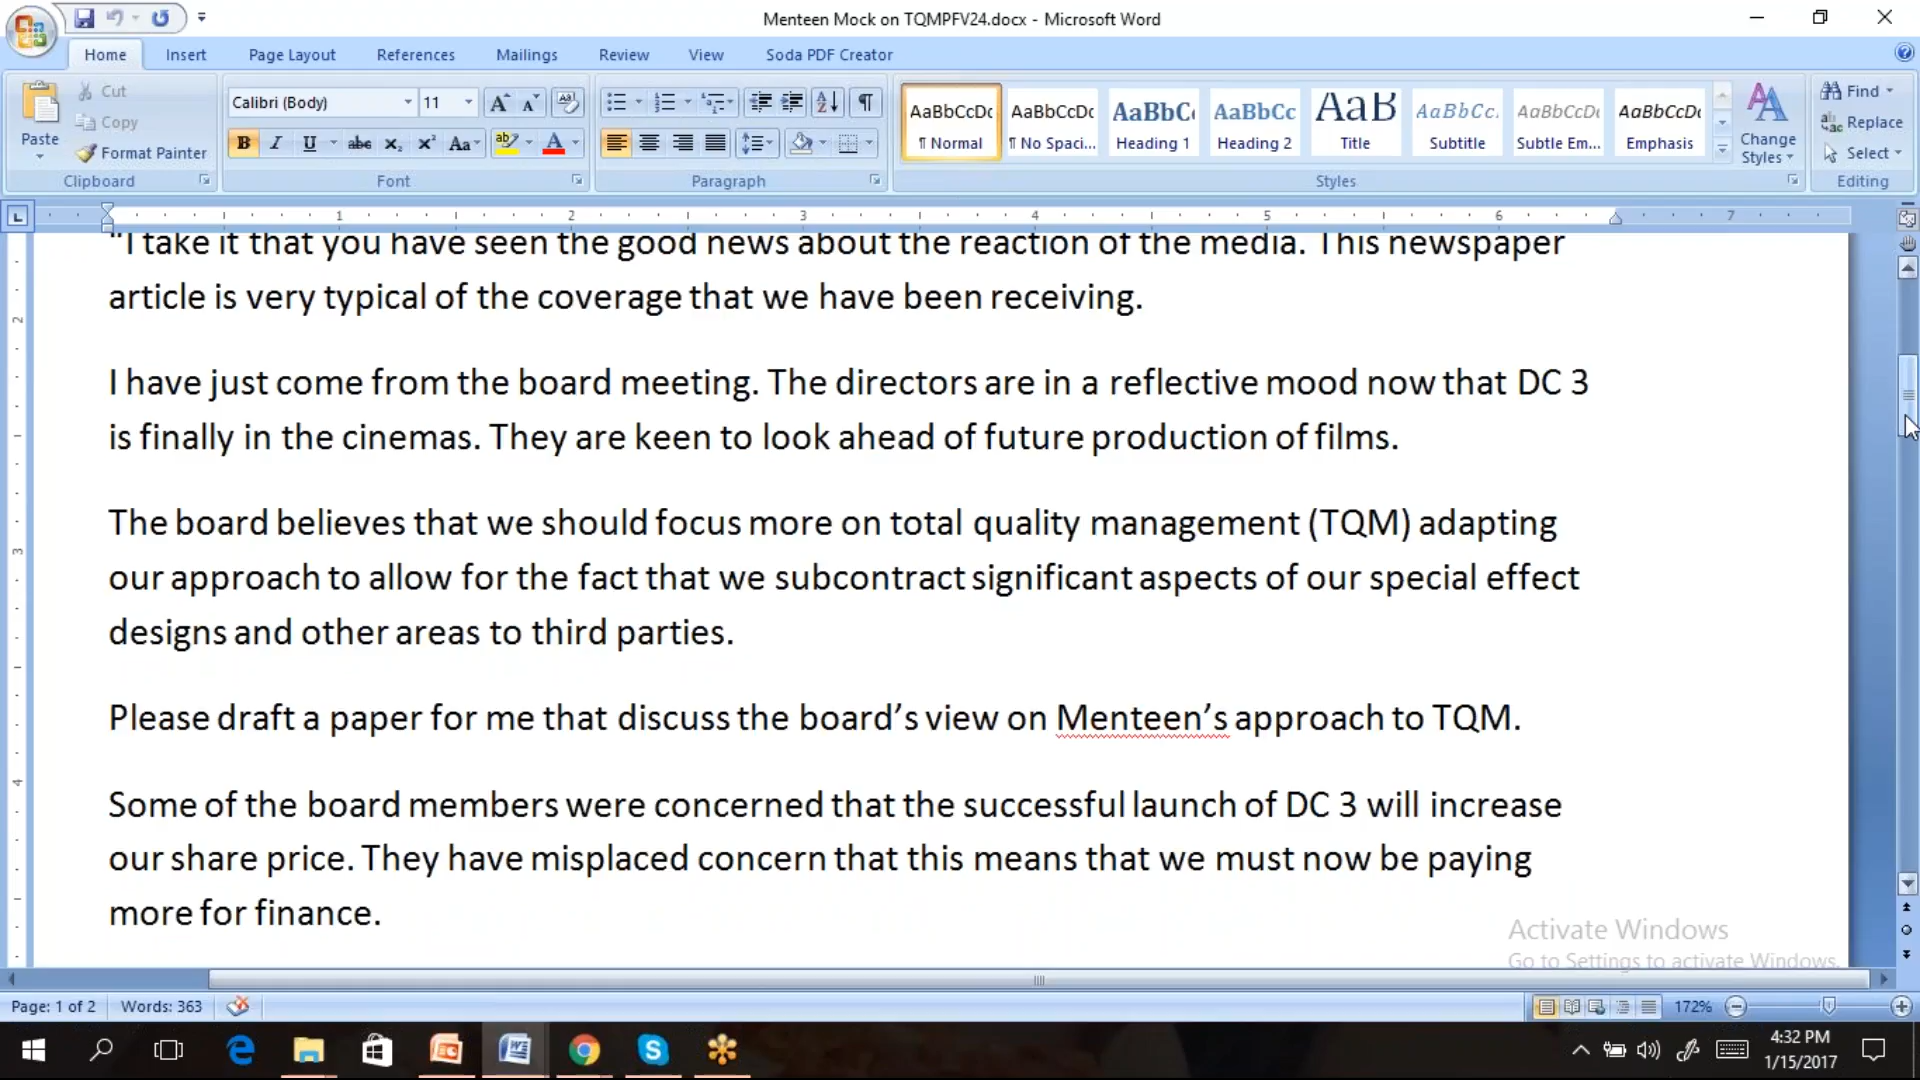 Menteen Mock on TQMPFV24.docx - Microsoft Word
Home Insert Page Layout References Mailings Review View Soda PDF Creator
Cut
Copy
Paste
Format Painter
Clipboard
Calibri (Body) 11
Font
Paragraph
AaBbCcDc AaBbCcDc AaBbC AaBbCc AaB AaBbCc. AaBbCcDc AaBbCcDc
¶ Normal ¶ No Spaci... Heading 1 Heading 2 Title Subtitle Subtle Em... Emphasis
Change
Styles
Styles
Find
Replace
Select
Editing
1 2 3 4 5 6 7
"I take it that you have seen the good news about the reaction of the media. This newspaper
article is very typical of the coverage that we have been receiving.
I have just come from the board meeting. The directors are in a reflective mood now that DC 3
is finally in the cinemas. They are keen to look ahead of future production of films.
The board believes that we should focus more on total quality management (TQM) adapting
our approach to allow for the fact that we subcontract significant aspects of our special effect
designs and other areas to third parties.
Please draft a paper for me that discuss the board's view on Menteen's approach to TQM.
Some of the board members were concerned that the successful launch of DC 3 will increase
our share price. They have misplaced concern that this means that we must now be paying
more for finance.
Activate Windows
Go to Settings to activate Windows.
Page: 1 of 2 Words: 363
172%
4:32 PM
1/15/2017